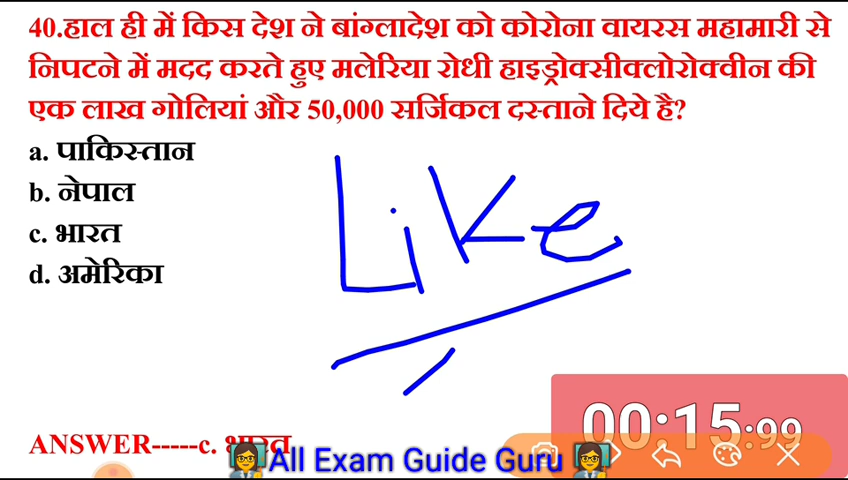 40.हाल ही में किस देश ने बांग्लादेश को कोरोना वायरस महामारी से
निपटने में मदद करते हुए मलेरिया रोधी हाइड्रोक्सीक्लोरोक्वीन की
एक लाख गोलियां और 50,000 सर्जिकल दस्ताने दिये है?
a. पाकिस्तान
b. नेपाल
c. भारत
d. अमेरिका
Like
ANSWER-----c. भारत
All Exam Guide Guru
00:15:99